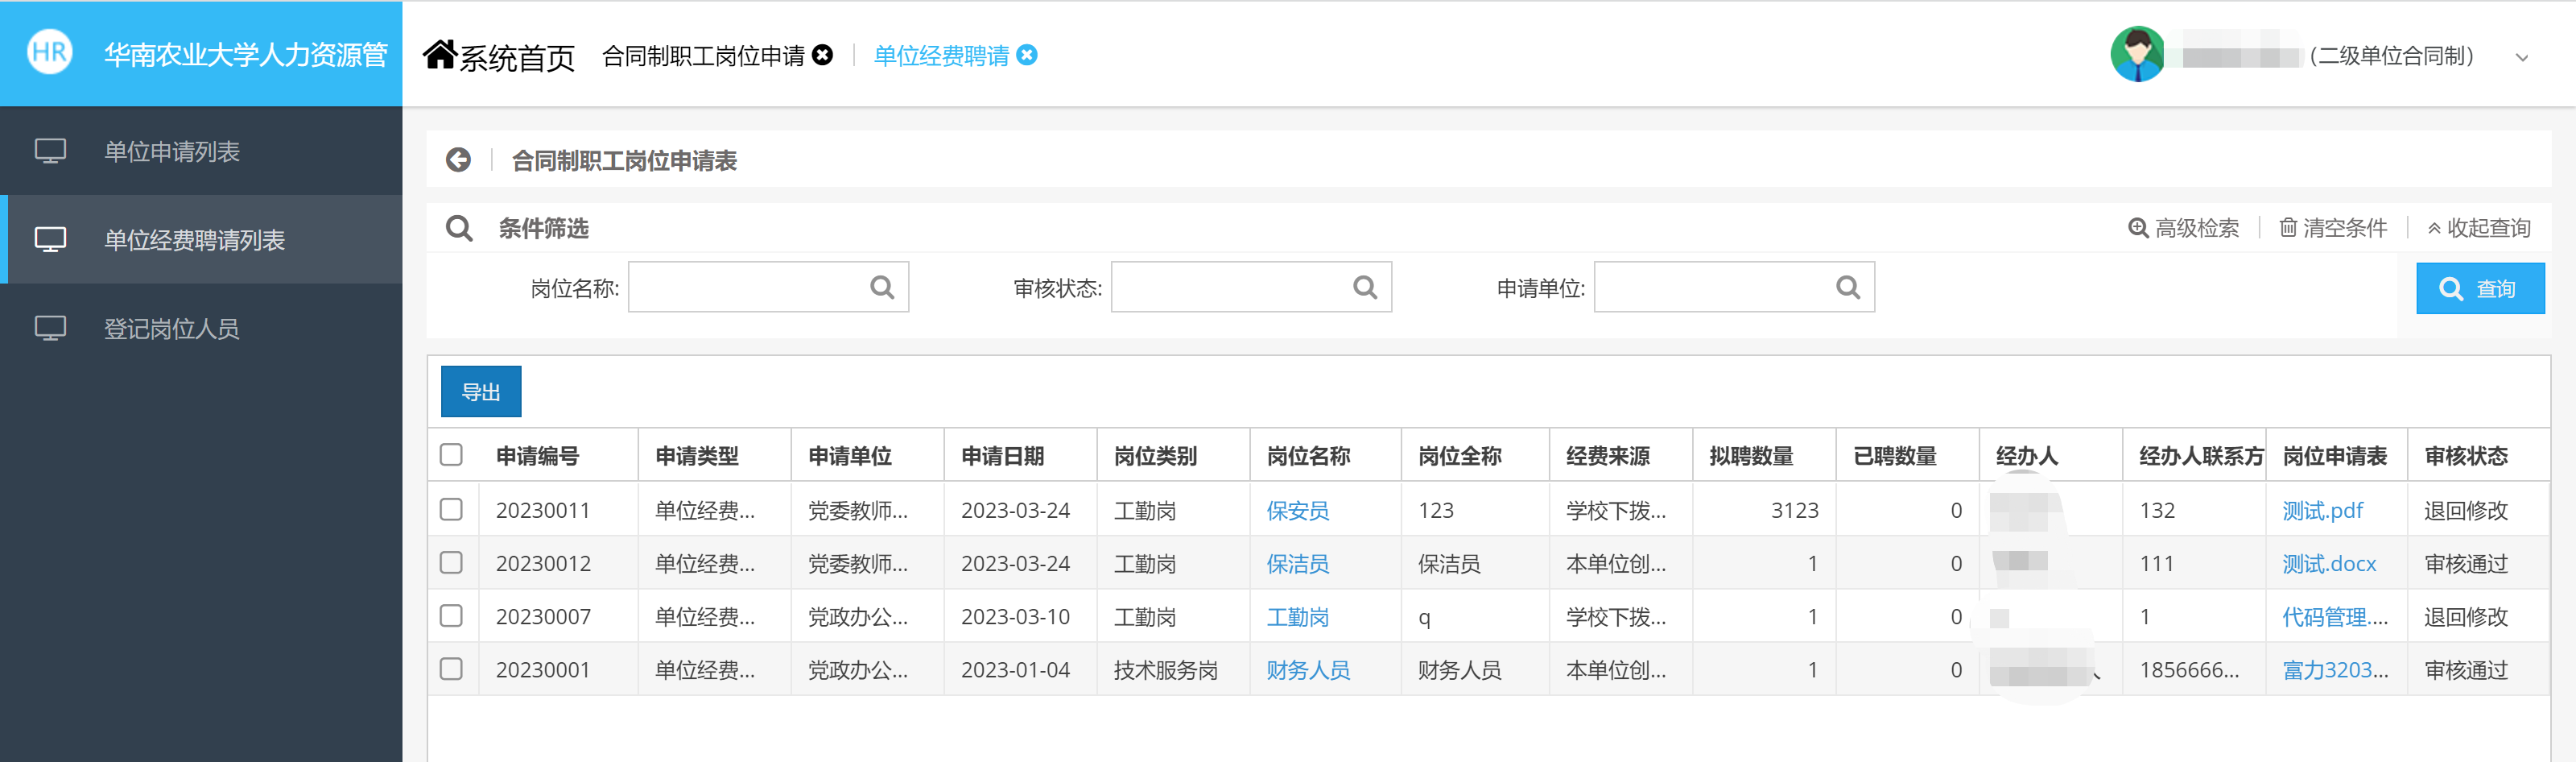 HR 华南农业大学人力资源管
系统首页 合同制职工岗位申请 单位经费聘请 (二级单位合同制)
单位申请列表
单位经费聘请列表
登记岗位人员
合同制职工岗位申请表
条件筛选 高级检索 清空条件 收起查询
岗位名称: 审核状态: 申请单位: 查询
导出
申请编号 申请类型 申请单位 申请日期 岗位类别 岗位名称 岗位全称 经费来源 拟聘数量 已聘数量 经办人 经办人联系方 岗位申请表 审核状态
20230011 单位经费... 党委教师... 2023-03-24 工勤岗 保安员 123 学校下拨... 3123 0 132 测试.pdf 退回修改
20230012 单位经费... 党委教师... 2023-03-24 工勤岗 保洁员 保洁员 本单位创... 1 0 111 测试.docx 审核通过
20230007 单位经费... 党政办公... 2023-03-10 工勤岗 工勤岗 q 学校下拨... 1 0 1 代码管理.... 退回修改
20230001 单位经费... 党政办公... 2023-01-04 技术服务岗 财务人员 财务人员 本单位创... 1 0 1856666... 富力3203... 审核通过